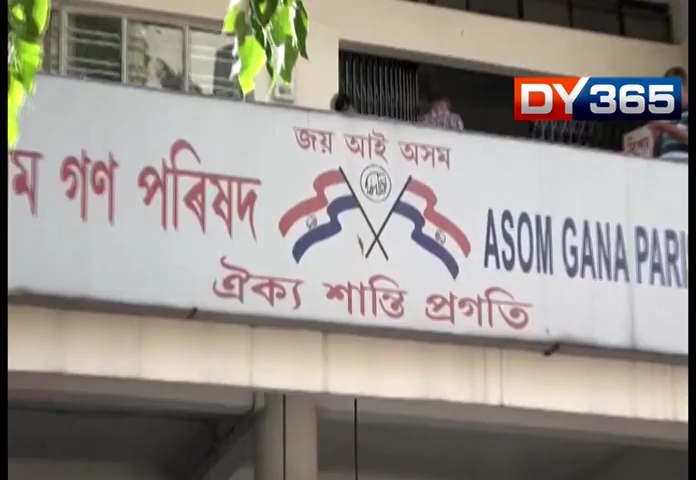 DY365
জয় আই অসম
ম গণ পৰিষদ
ASOM GANA PARI
ঐক্য শান্তি প্ৰগতি